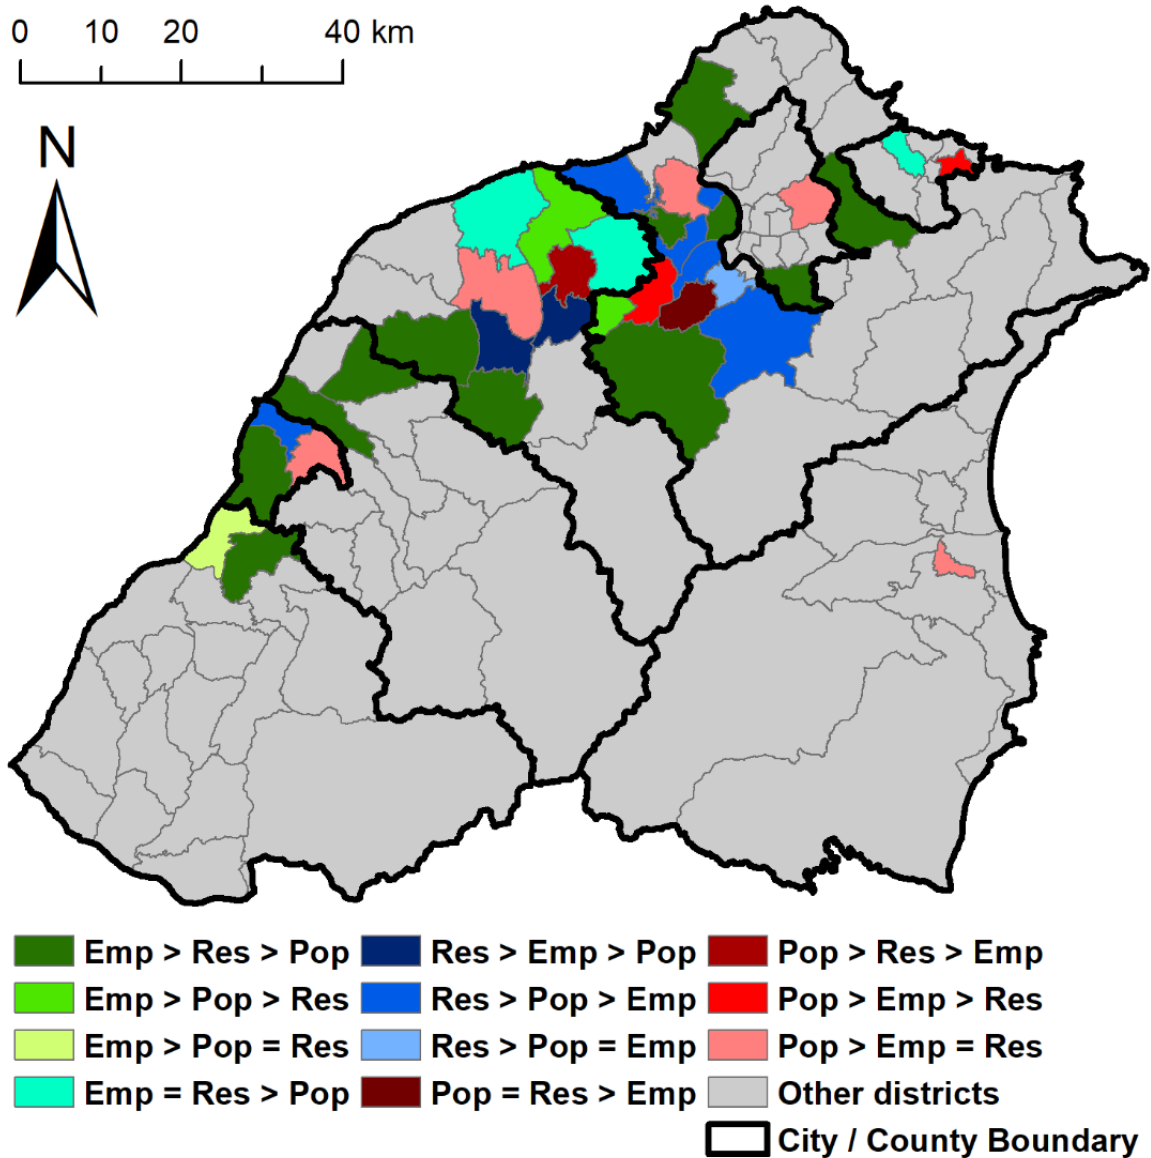 0 10 20 40 km
N
Emp > Res > Pop Res > Emp > Pop Pop > Res > Emp
Emp > Pop > Res Res > Pop > Emp Pop > Emp > Res
Emp > Pop = Res Res > Pop = Emp Pop > Emp = Res
Emp = Res > Pop Pop = Res > Emp Other districts
City / County Boundary